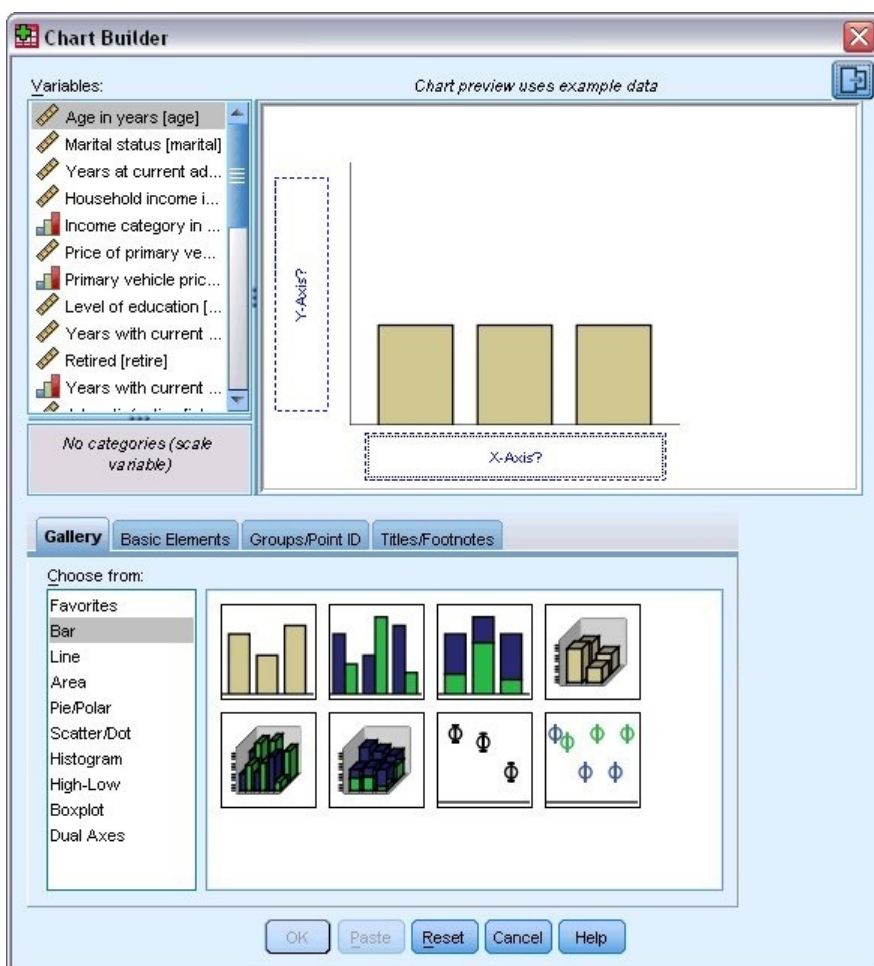 Chart Builder
Variables:
Chart preview uses example data
Age in years [age]
Marital status [marital]
Years at current ad...
Household income i...
Income category in ...
Price of primary ve...
Primary vehicle pric...
Level of education [...
Years with current ...
Retired [retire]
Years with current ...
No categories (scale
variable)
Y-Axis?
X-Axis?
Gallery
Basic Elements
Groups/Point ID
Titles/Footnotes
Choose from:
Favorites
Bar
Line
Area
Pie/Polar
Scatter/Dot
Histogram
High-Low
Boxplot
Dual Axes
OK
Paste
Reset
Cancel
Help